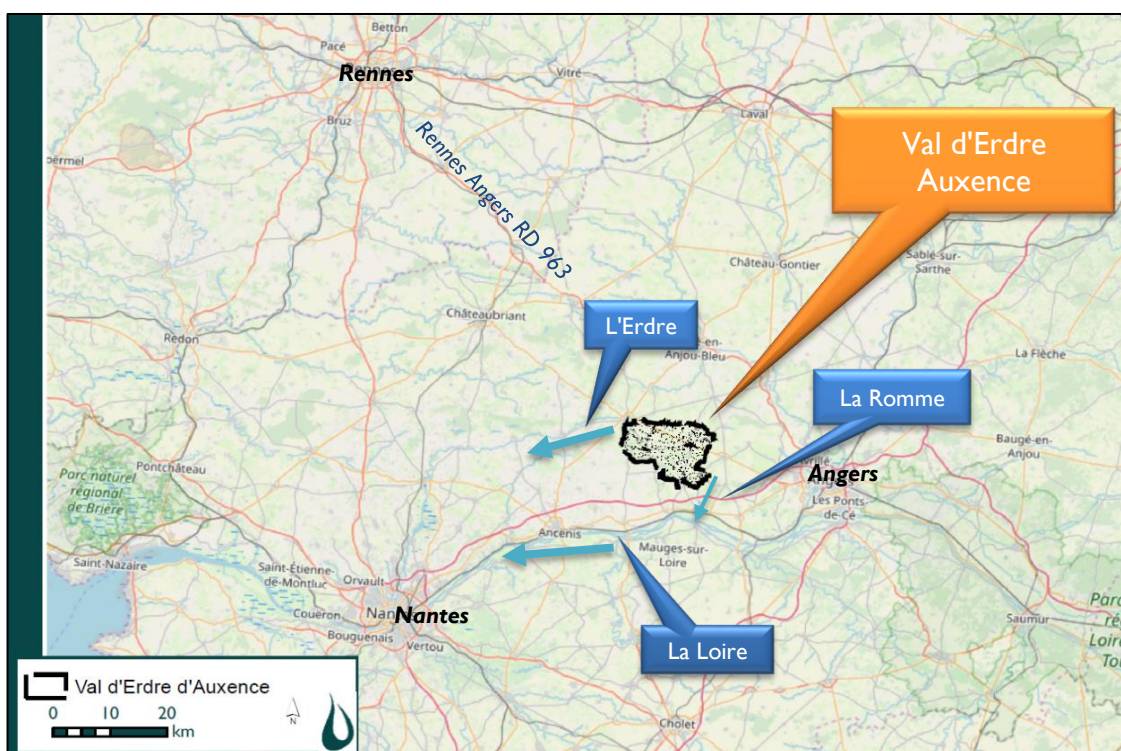 Betton
Pacé
Rennes
Vitré
Laval
Bruz
Rennes Angers RD 963
Val d'Erdre
Auxence
Sablé-sur-
Sarthe
Château-Gontier
Châteaubriant
L'Erdre
Redon
en-
Anjou-Bleu
La Flèche
La Romme
Baugé-en-
Anjou
Pontchâteau
Parc naturel
régional
de Brière
Angers
Les Ponts-
de-Cé
Ancenis
Mauges-sur-
Loire
Saint-Nazaire
Saint-Étienne-
de-Montluc
Orvault
Couëron
Nantes
Bouguenais
Vertou
Saumur
La Loire
Cholet
Val d'Erdre d'Auxence
0 10 20
km
N